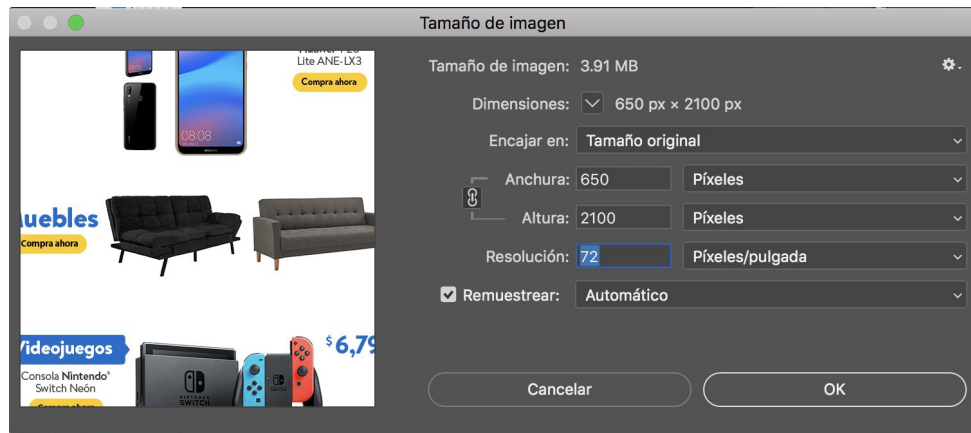 Tamaño de imagen
Lite ANE-LX3
Compra ahora
08:08
uebles
Compra ahora
Videojuegos
$6,79
Consola Nintendo®
Switch Neón
NINTENDO
SWITCH
Tamaño de imagen: 3.91 MB
Dimensiones: 650 px × 2100 px
Encajar en: Tamaño original
Anchura: 650 Píxeles
Altura: 2100 Píxeles
Resolución: 72 Píxeles/pulgada
Remuestrear: Automático
Cancelar OK